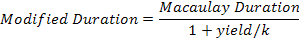 Modified Duration = Macaulay Duration / 1 + yield/k